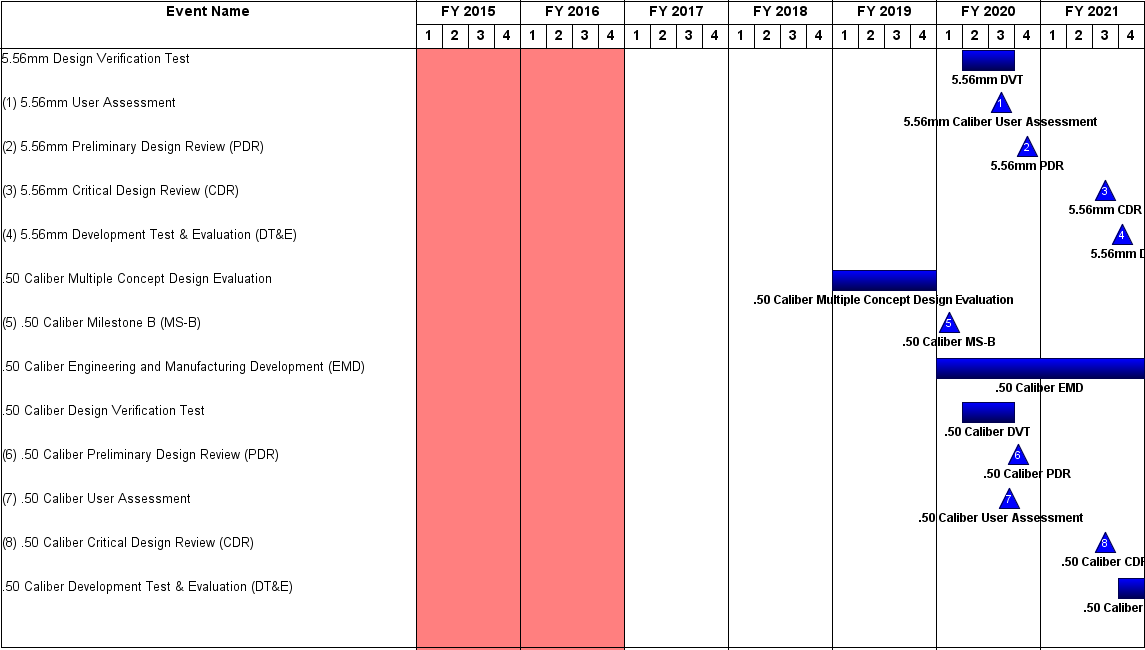 Event Name FY 2015 FY 2016 FY 2017 FY 2018 FY 2019 FY 2020 FY 2021
1 2 3 4 1 2 3 4 1 2 3 4 1 2 3 4 1 2 3 4 1 2 3 4 1 2 3 4
5.56mm Design Verification Test
5.56mm DVT
(1) 5.56mm User Assessment 1
5.56mm Caliber User Assessment
(2) 5.56mm Preliminary Design Review (PDR) 2
5.56mm PDR
(3) 5.56mm Critical Design Review (CDR) 3
5.56mm CDR
(4) 5.56mm Development Test & Evaluation (DT&E) 4
5.56mm D
.50 Caliber Multiple Concept Design Evaluation
.50 Caliber Multiple Concept Design Evaluation
(5) .50 Caliber Milestone B (MS-B) 5
.50 Caliber MS-B
.50 Caliber Engineering and Manufacturing Development (EMD)
.50 Caliber EMD
.50 Caliber Design Verification Test
.50 Caliber DVT
(6) .50 Caliber Preliminary Design Review (PDR) 6
.50 Caliber PDR
(7) .50 Caliber User Assessment 7
.50 Caliber User Assessment
(8) .50 Caliber Critical Design Review (CDR) 8
.50 Caliber CDR
.50 Caliber Development Test & Evaluation (DT&E)
.50 Caliber